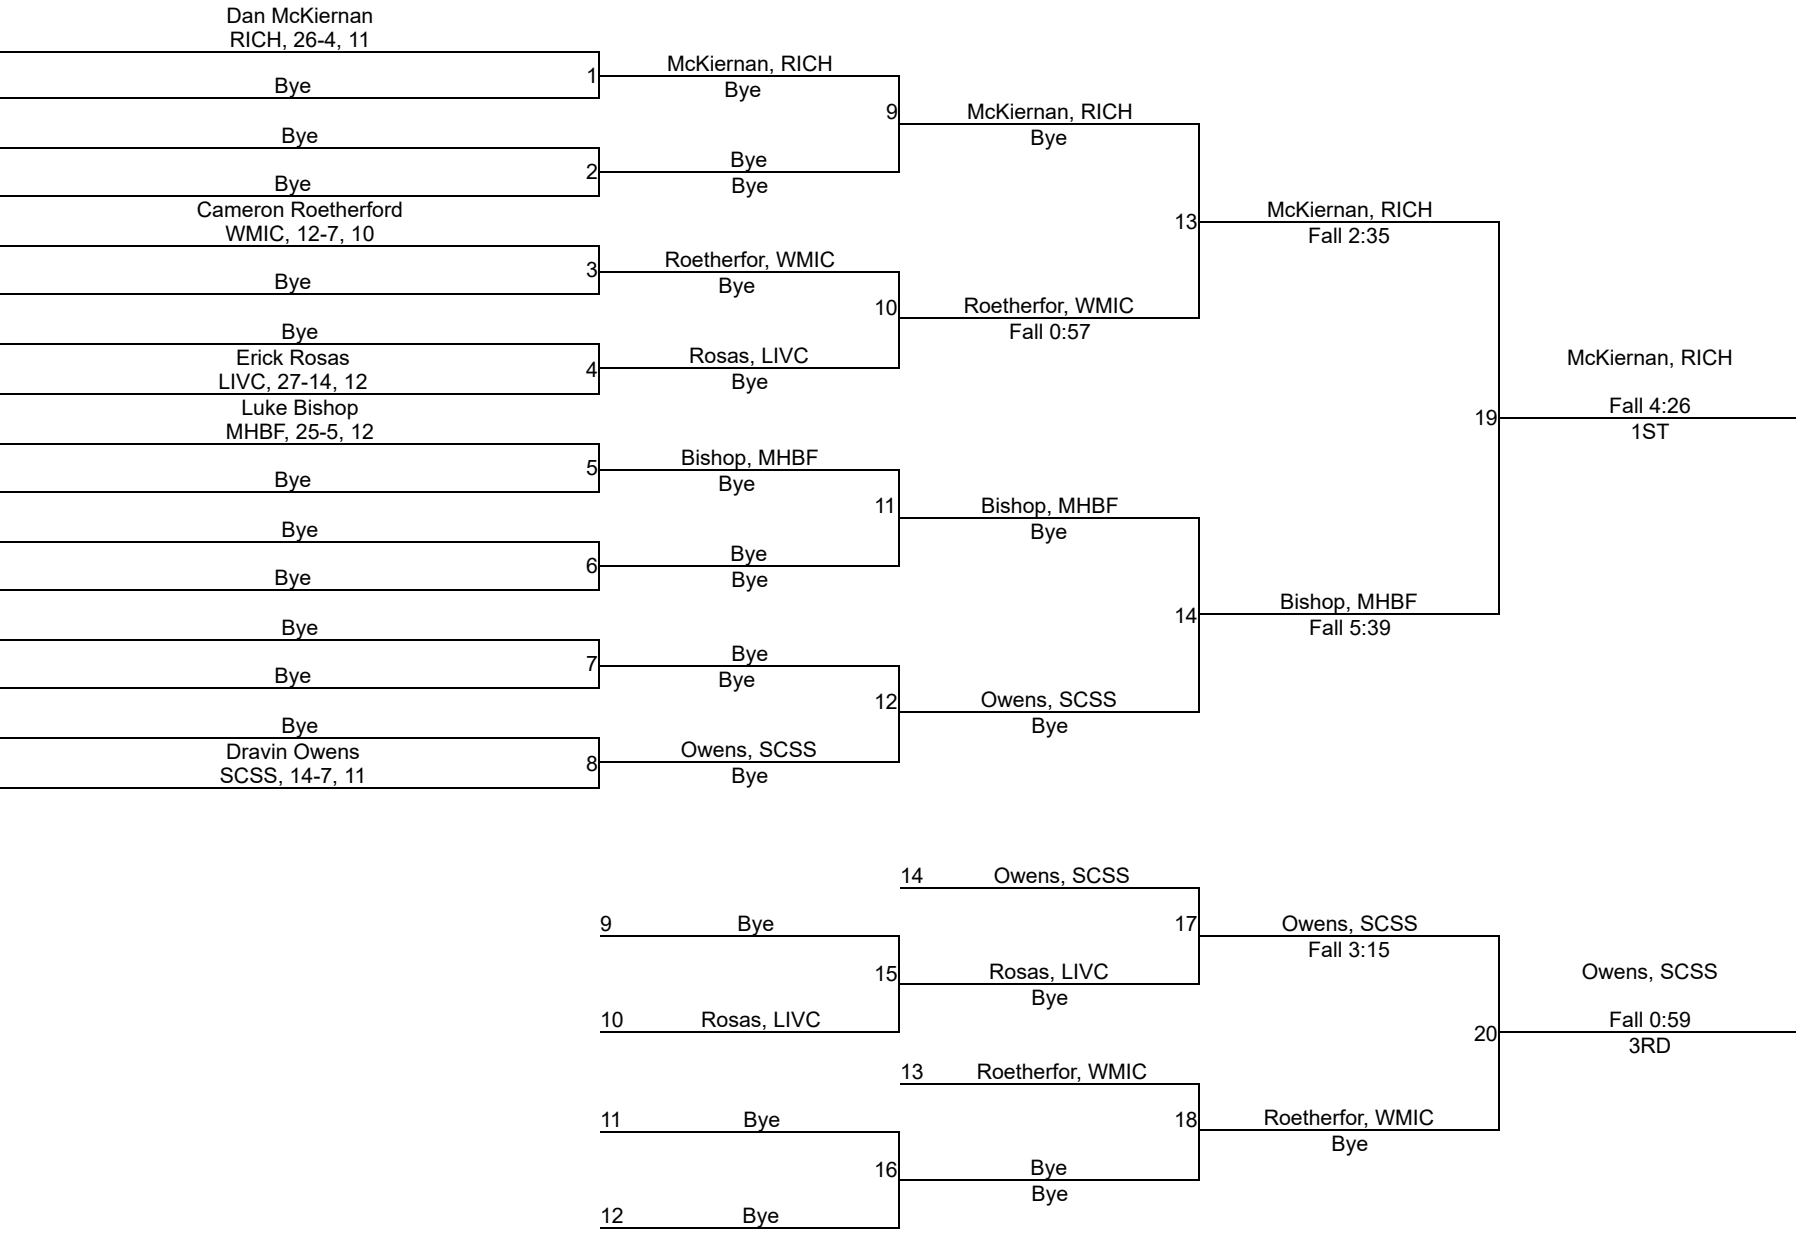 Dan McKiernan
RICH, 26-4, 11
Bye
1
Bye
2
Bye
Cameron Roetherford
WMIC, 12-7, 10
3
Bye
Bye
4
Erick Rosas
LIVC, 27-14, 12
Luke Bishop
MHBF, 25-5, 12
5
Bye
Bye
6
Bye
Bye
7
Bye
Bye
8
Dravin Owens
SCSS, 14-7, 11
McKiernan, RICH
Bye
9
Bye
Bye
Roetherfor, WMIC
Bye
10
Rosas, LIVC
Bye
Bishop, MHBF
Bye
11
Bye
Bye
Bye
Bye
12
Owens, SCSS
Bye
McKiernan, RICH
Bye
13
Roetherfor, WMIC
Fall 0:57
Bishop, MHBF
Bye
14
Owens, SCSS
Bye
McKiernan, RICH
Fall 2:35
19
Bishop, MHBF
Fall 5:39
McKiernan, RICH
Fall 4:26
1ST
9 Bye
15
10 Rosas, LIVC
11 Bye
16
12 Bye
14 Owens, SCSS
17
Rosas, LIVC
Bye
13 Roetherfor, WMIC
18
Bye
Bye
Owens, SCSS
Fall 3:15
20
Roetherfor, WMIC
Bye
Owens, SCSS
Fall 0:59
3RD